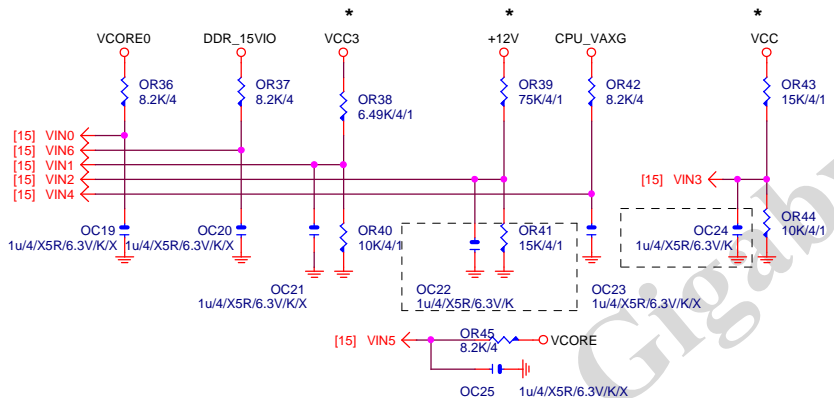 * * *
VCORE0 DDR_15VIO VCC3 +12V CPU_VAXG VCC
OR36 OR37 OR38 OR39 OR42 OR43
8.2K/4 8.2K/4 6.49K/4/1 75K/4/1 8.2K/4 15K/4/1
[15] VIN0
[15] VIN6
[15] VIN1
[15] VIN2 [15] VIN3
[15] VIN4
OC19 OC20 OR40 OR41 OC24 OR44
1u/4/X5R/6.3V/K/X 1u/4/X5R/6.3V/K/X 10K/4/1 15K/4/1 1u/4/X5R/6.3V/K 10K/4/1
OC21 OC22 OC23
1u/4/X5R/6.3V/K/X 1u/4/X5R/6.3V/K 1u/4/X5R/6.3V/K/X
[15] VIN5 OR45 VCORE
8.2K/4
OC25 1u/4/X5R/6.3V/K/X
Gigaby